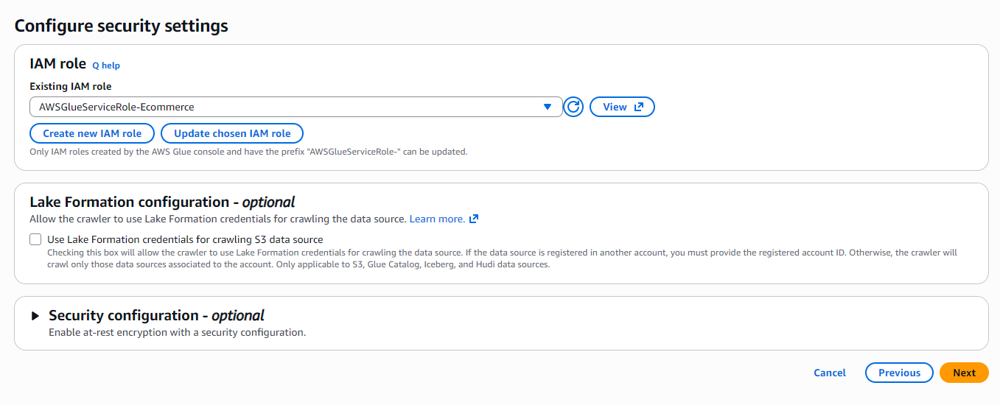 Configure security settings
IAM role Q help
Existing IAM role
AWSGlueServiceRole-Ecommerce
View
Create new IAM role Update chosen IAM role
Only IAM roles created by the AWS Glue console and have the prefix "AWSGlueServiceRole-" can be updated.
Lake Formation configuration - optional
Allow the crawler to use Lake Formation credentials for crawling the data source. Learn more.
Use Lake Formation credentials for crawling S3 data source
Checking this box will allow the crawler to use Lake Formation credentials for crawling the data source. If the data source is registered in another account, you must provide the registered account ID. Otherwise, the crawler will
crawl only those data sources associated to the account. Only applicable to S3, Glue Catalog, Iceberg, and Hudi data sources.
Security configuration - optional
Enable at-rest encryption with a security configuration.
Cancel Previous Next